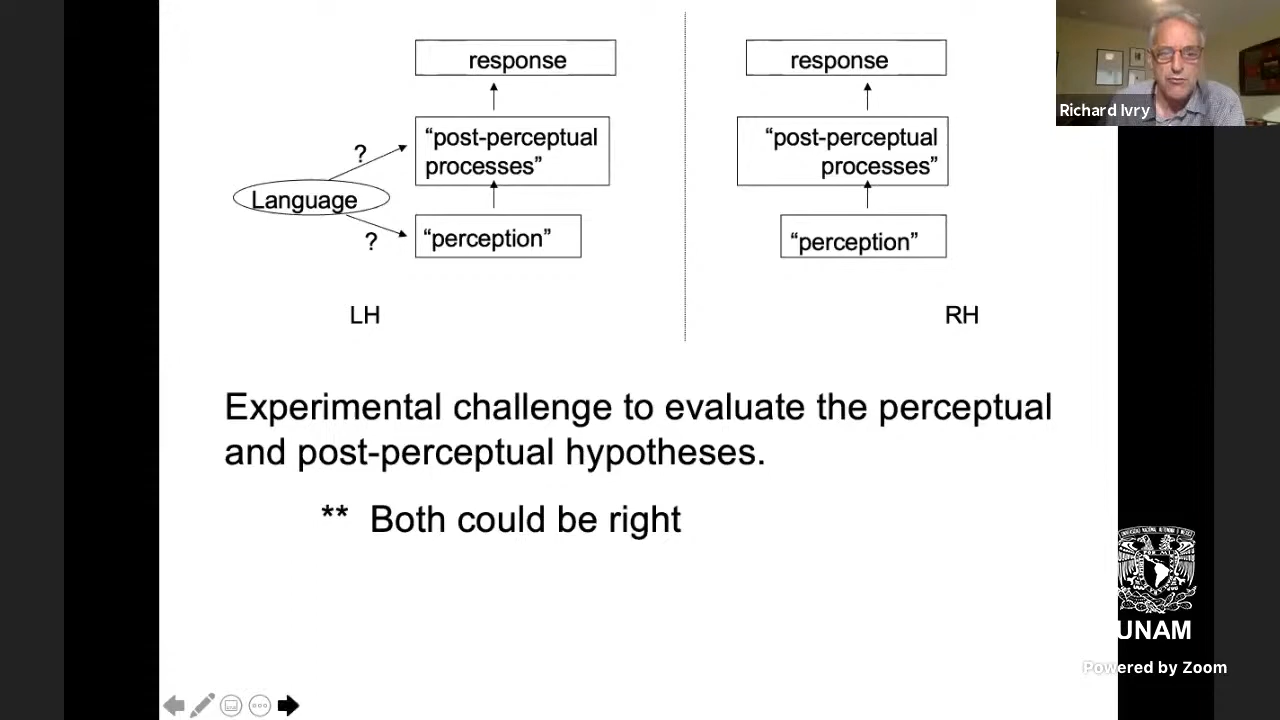 response
“post-perceptual
processes”
?
Language
?
“perception”
LH
response
“post-perceptual
processes”
“perception”
RH
Experimental challenge to evaluate the perceptual
and post-perceptual hypotheses.
** Both could be right
Richard Ivry
UNAM
Powered by Zoom